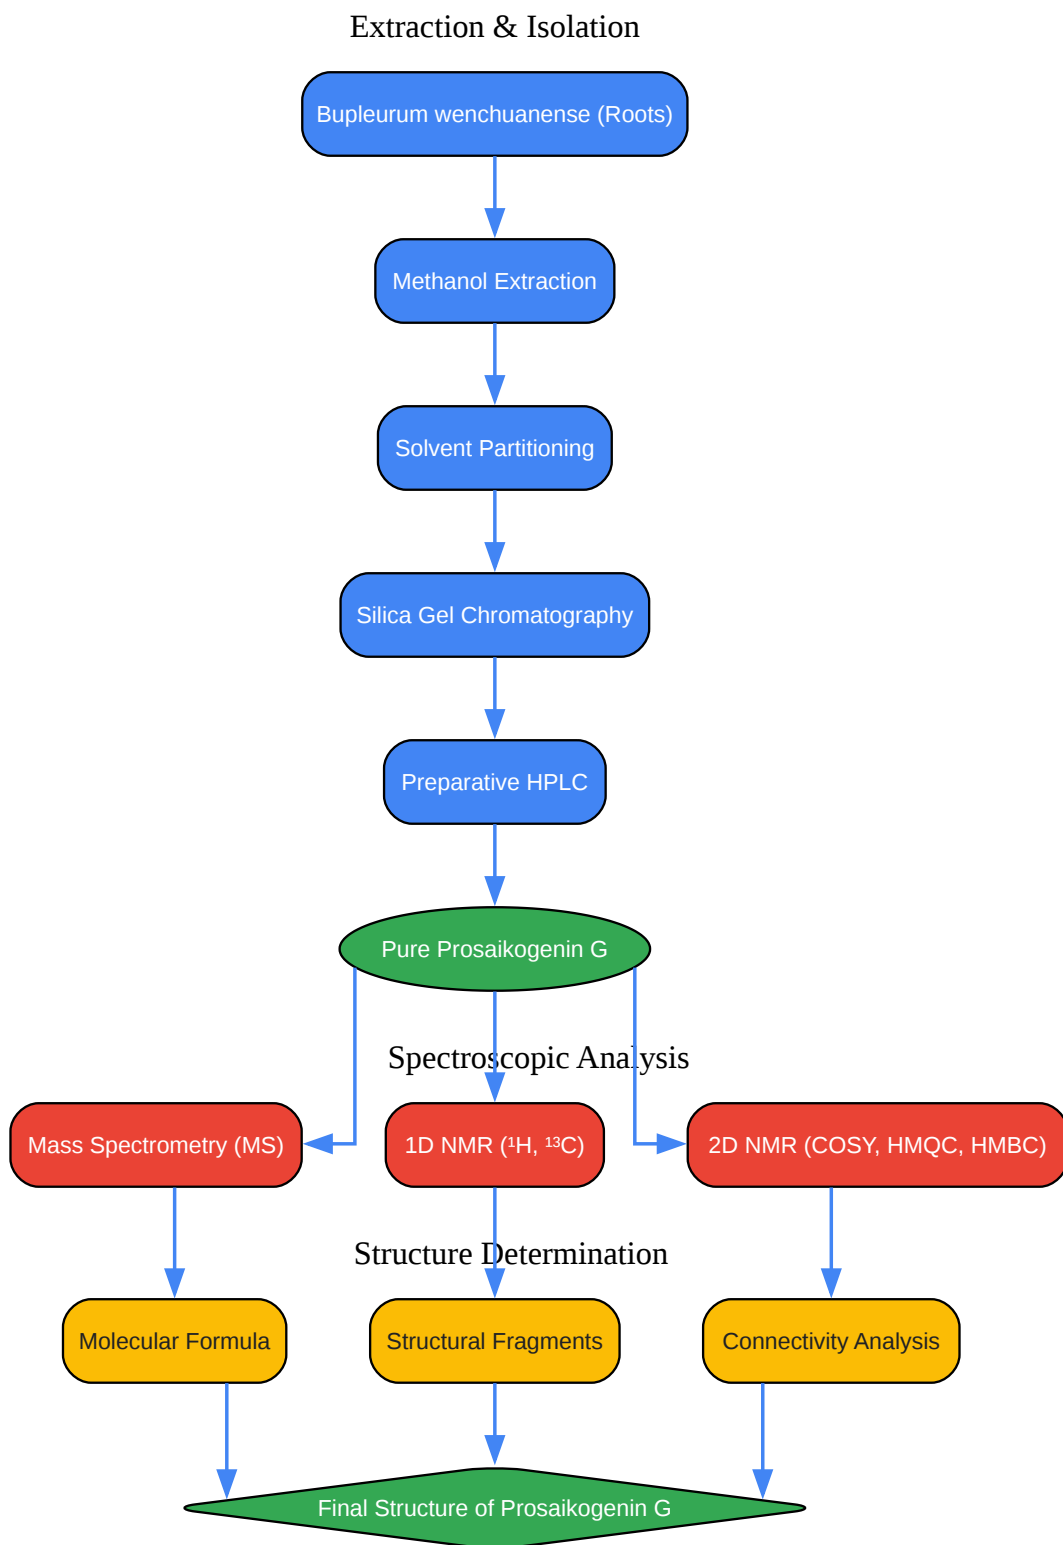 Extraction & Isolation
Bupleurum wenchuanense (Roots)
Methanol Extraction
Solvent Partitioning
Silica Gel Chromatography
Preparative HPLC
Pure Prosaikogenin G
Spectroscopic Analysis
Mass Spectrometry (MS)
1D NMR (¹H, ¹³C)
2D NMR (COSY, HMQC, HMBC)
Structure Determination
Molecular Formula
Structural Fragments
Connectivity Analysis
Final Structure of Prosaikogenin G